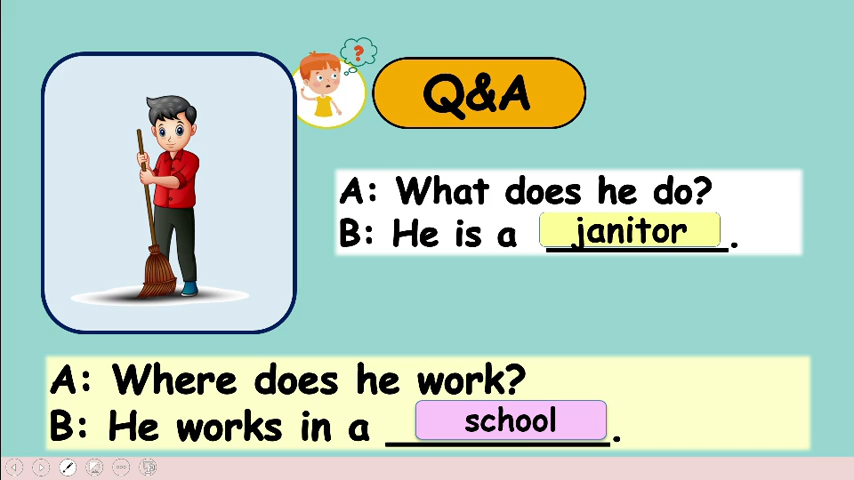 ?
Q&A
A: What does he do?
B: He is a janitor.
A: Where does he work?
B: He works in a school.